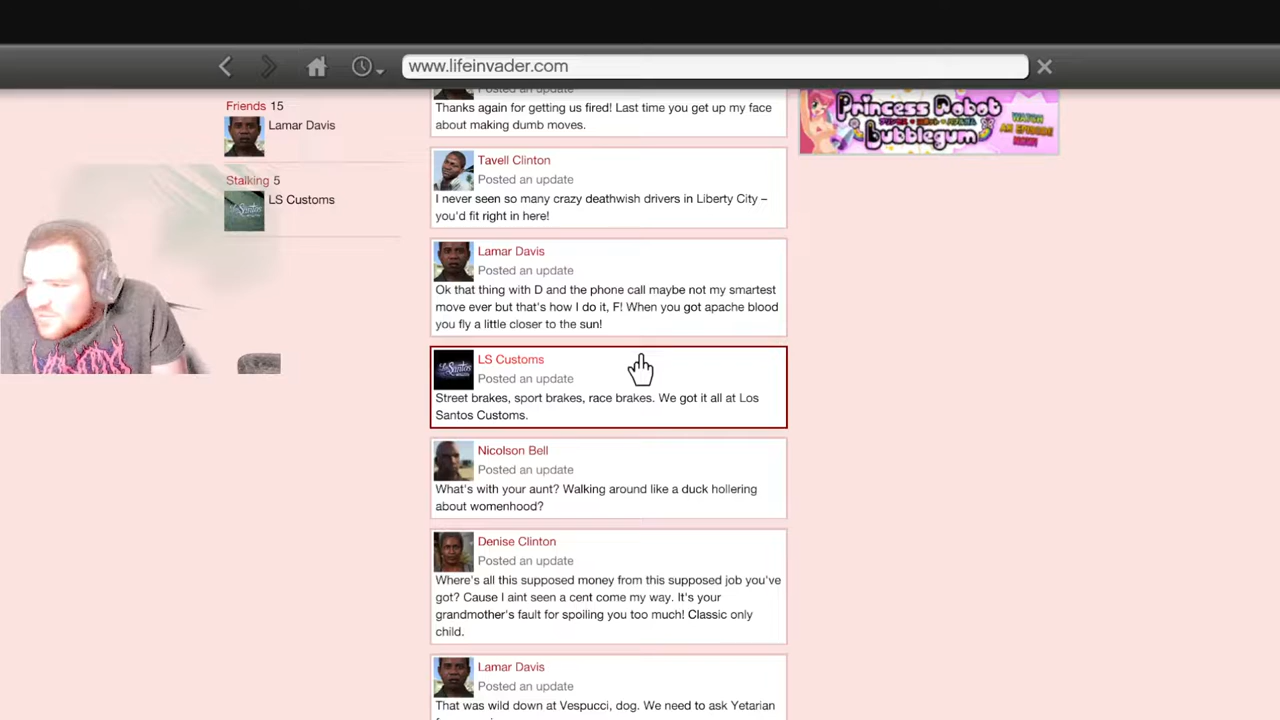 www.lifeinvader.com
Friends 15
Lamar Davis
Stalking 5
LS Customs
Posted an update
Thanks again for getting us fired! Last time you get up my face
about making dumb moves.
Tavell Clinton
Posted an update
I never seen so many crazy deathwish drivers in Liberty City –
you'd fit right in here!
Lamar Davis
Posted an update
Ok that thing with D and the phone call maybe not my smartest
move ever but that's how I do it, F! When you got apache blood
you fly a little closer to the sun!
LS Customs
Posted an update
Street brakes, sport brakes, race brakes. We got it all at Los
Santos Customs.
Nicolson Bell
Posted an update
What's with your aunt? Walking around like a duck hollering
about womenhood?
Denise Clinton
Posted an update
Where's all this supposed money from this supposed job you've
got? Cause I aint seen a cent come my way. It's your
grandmother's fault for spoiling you too much! Classic only
child.
Lamar Davis
Posted an update
That was wild down at Vespucci, dog. We need to ask Yetarian
Princess Robot
Bubblegum
WATCH
AN EPISODE
NOW!